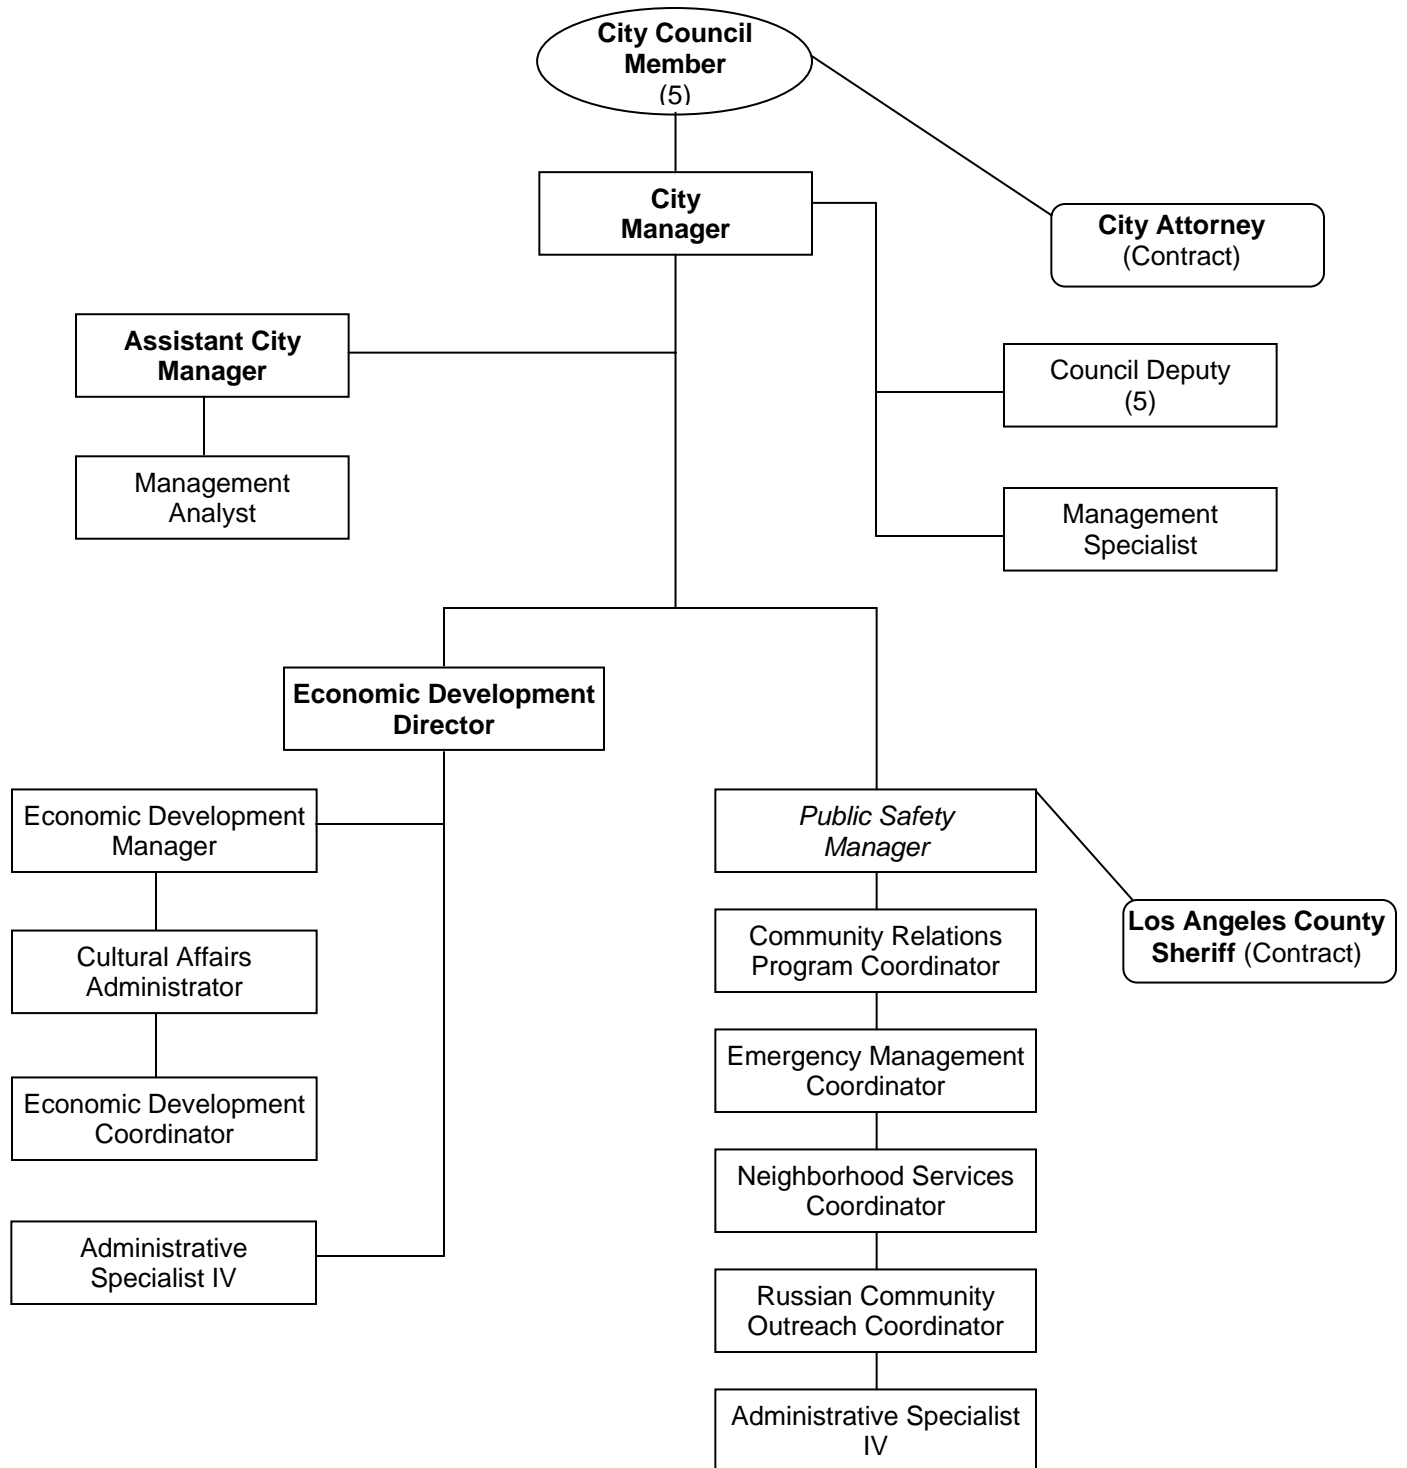 City Council
Member
(5)
City
Manager
City Attorney
(Contract)
Assistant City
Manager
Council Deputy
(5)
Management
Analyst
Management
Specialist
Economic Development
Director
Economic Development
Manager
Public Safety
Manager
Cultural Affairs
Administrator
Community Relations
Program Coordinator
Los Angeles County
Sheriff (Contract)
Emergency Management
Coordinator
Economic Development
Coordinator
Neighborhood Services
Coordinator
Administrative
Specialist IV
Russian Community
Outreach Coordinator
Administrative Specialist
IV